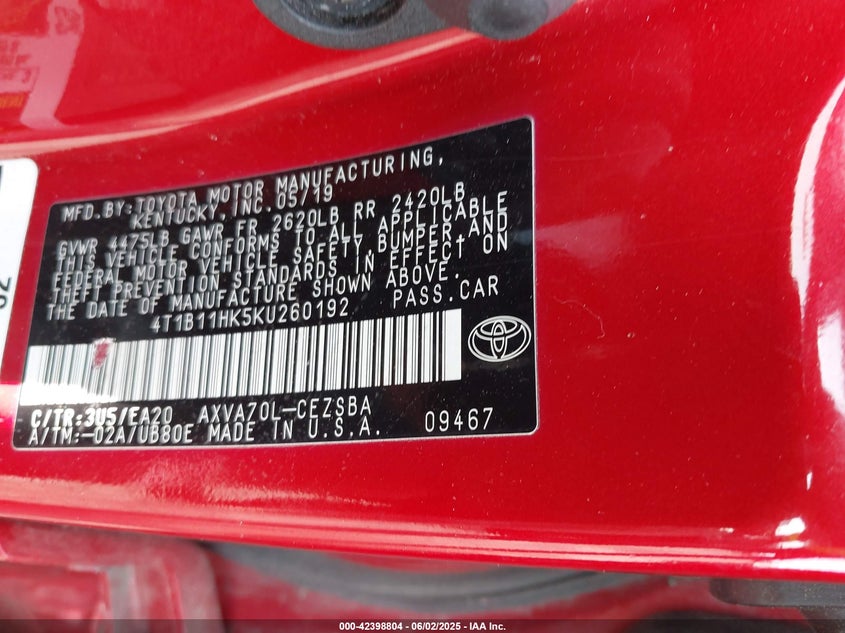 MFD. BY: TOYOTA MOTOR MANUFACTURING,
KENTUCKY, INC. 05/19
GVWR 4475LB GAWR FR 2620LB RR 2420LB
THIS VEHICLE CONFORMS TO ALL APPLICABLE
FEDERAL MOTOR VEHICLE SAFETY, BUMPER, AND
THEFT PREVENTION STANDARDS IN EFFECT ON
THE DATE OF MANUFACTURE SHOWN ABOVE.
4T1B11HK5KU260192 PASS.CAR
C/TR:3U5/EA20 AXVA70L-CEZSBA
A/TM:-02A/UB80E MADE IN U.S.A. 09467
000-42398804 | 06/02/2025 - IAA Inc.